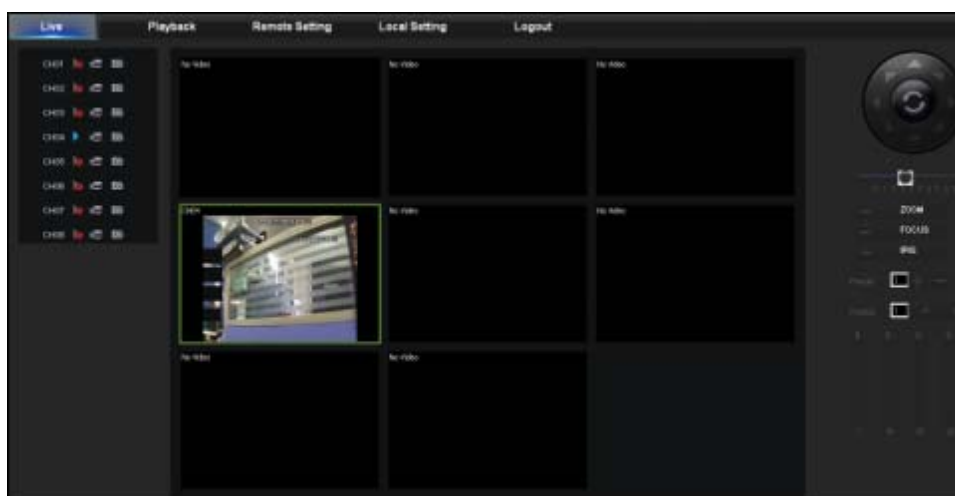 Live Playback Remote Setting Local Setting Logout
CH01
CH02
CH03
CH04
CH05
CH06
CH07
CH08
No Video No Video No Video
CH04 No Video No Video
No Video No Video
ZOOM
FOCUS
IRIS